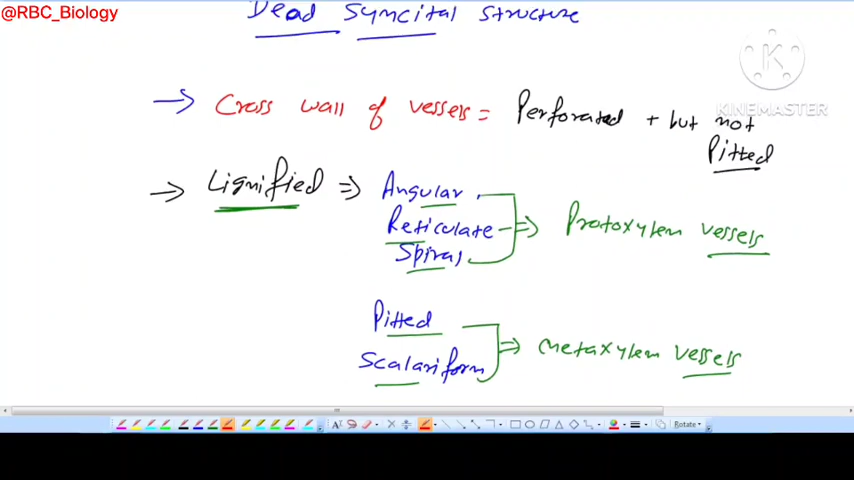 @RBC_Biology
Dead Syncital Structure
KINEMASTER
→ Cross wall of vessels = Perforated + but not
Pitted
→ Lignified ⇒ Angular
Reticulate ⇒ Protoxylem vessels
Spiral
Pitted
Scalariform ⇒ metaxylem vessels
Rotate